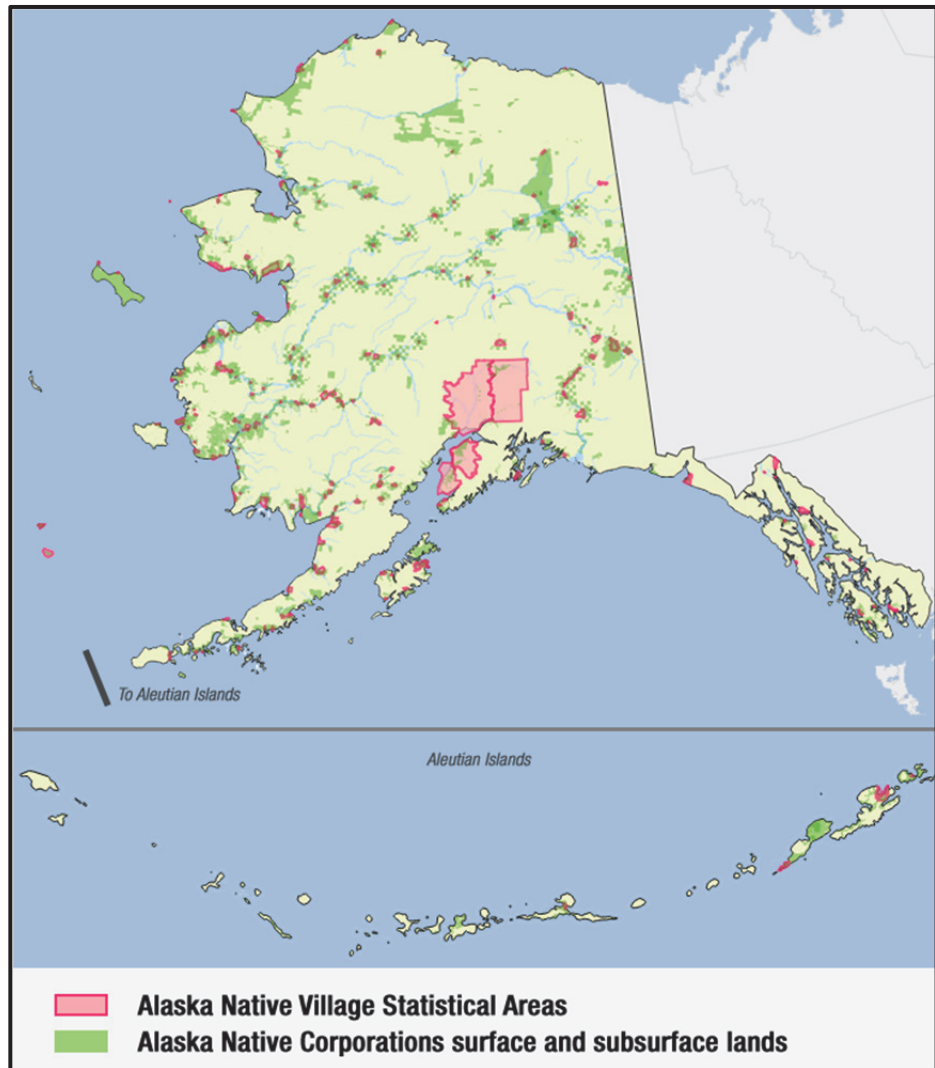 To Aleutian Islands
Aleutian Islands
Alaska Native Village Statistical Areas
Alaska Native Corporations surface and subsurface lands